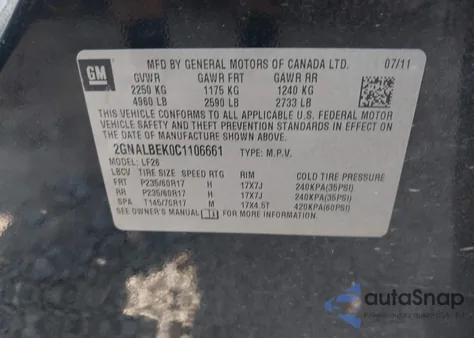 GM
MFD BY GENERAL MOTORS OF CANADA LTD. 07/11
GVWR GAWR FRT GAWR RR
2250 KG 1175 KG 1240 KG
4960 LB 2590 LB 2733 LB
THIS VEHICLE CONFORMS TO ALL APPLICABLE U.S. FEDERAL MOTOR
VEHICLE SAFETY, BUMPER, AND THEFT PREVENTION STANDARDS IN
EFFECT ON THE DATE OF MANUFACTURE SHOWN ABOVE.
2GNALBEK0C1106661 TYPE: M.P.V.
MODEL: LF26
LBCV TIRE SIZE SPEED RTG RIM COLD TIRE PRESSURE
FRT P235/60R17 H 17X7J 240KPA(35PSI)
RR P235/60R17 H 17X7J 240KPA(35PSI)
SPA T145/70R17 M 17X4.5T 420KPA(60PSI)
SEE OWNER'S MANUAL FOR MORE INFORMATION.
autoSnap